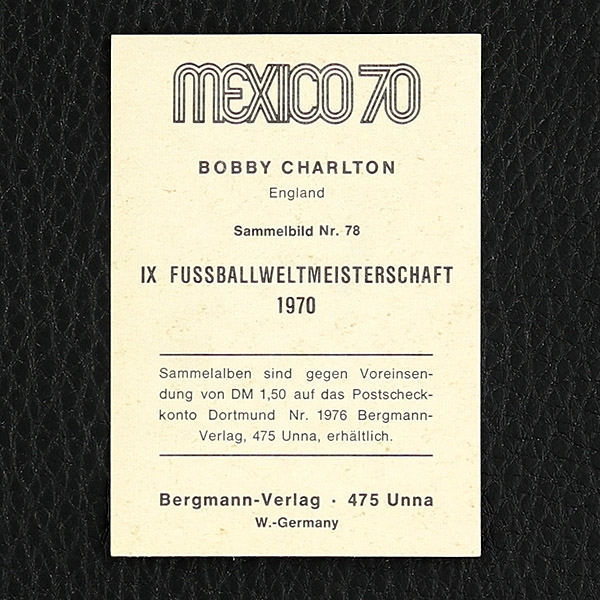 MEXICO 70
BOBBY CHARLTON
England
Sammelbild Nr. 78
IX FUSSBALLWELTMEISTERSCHAFT
1970
Sammelalben sind gegen Voreinsen-
dung von DM 1,50 auf das Postscheck-
konto Dortmund Nr. 1976 Bergmann-
Verlag, 475 Unna, erhältlich.
Bergmann-Verlag · 475 Unna
W.-Germany